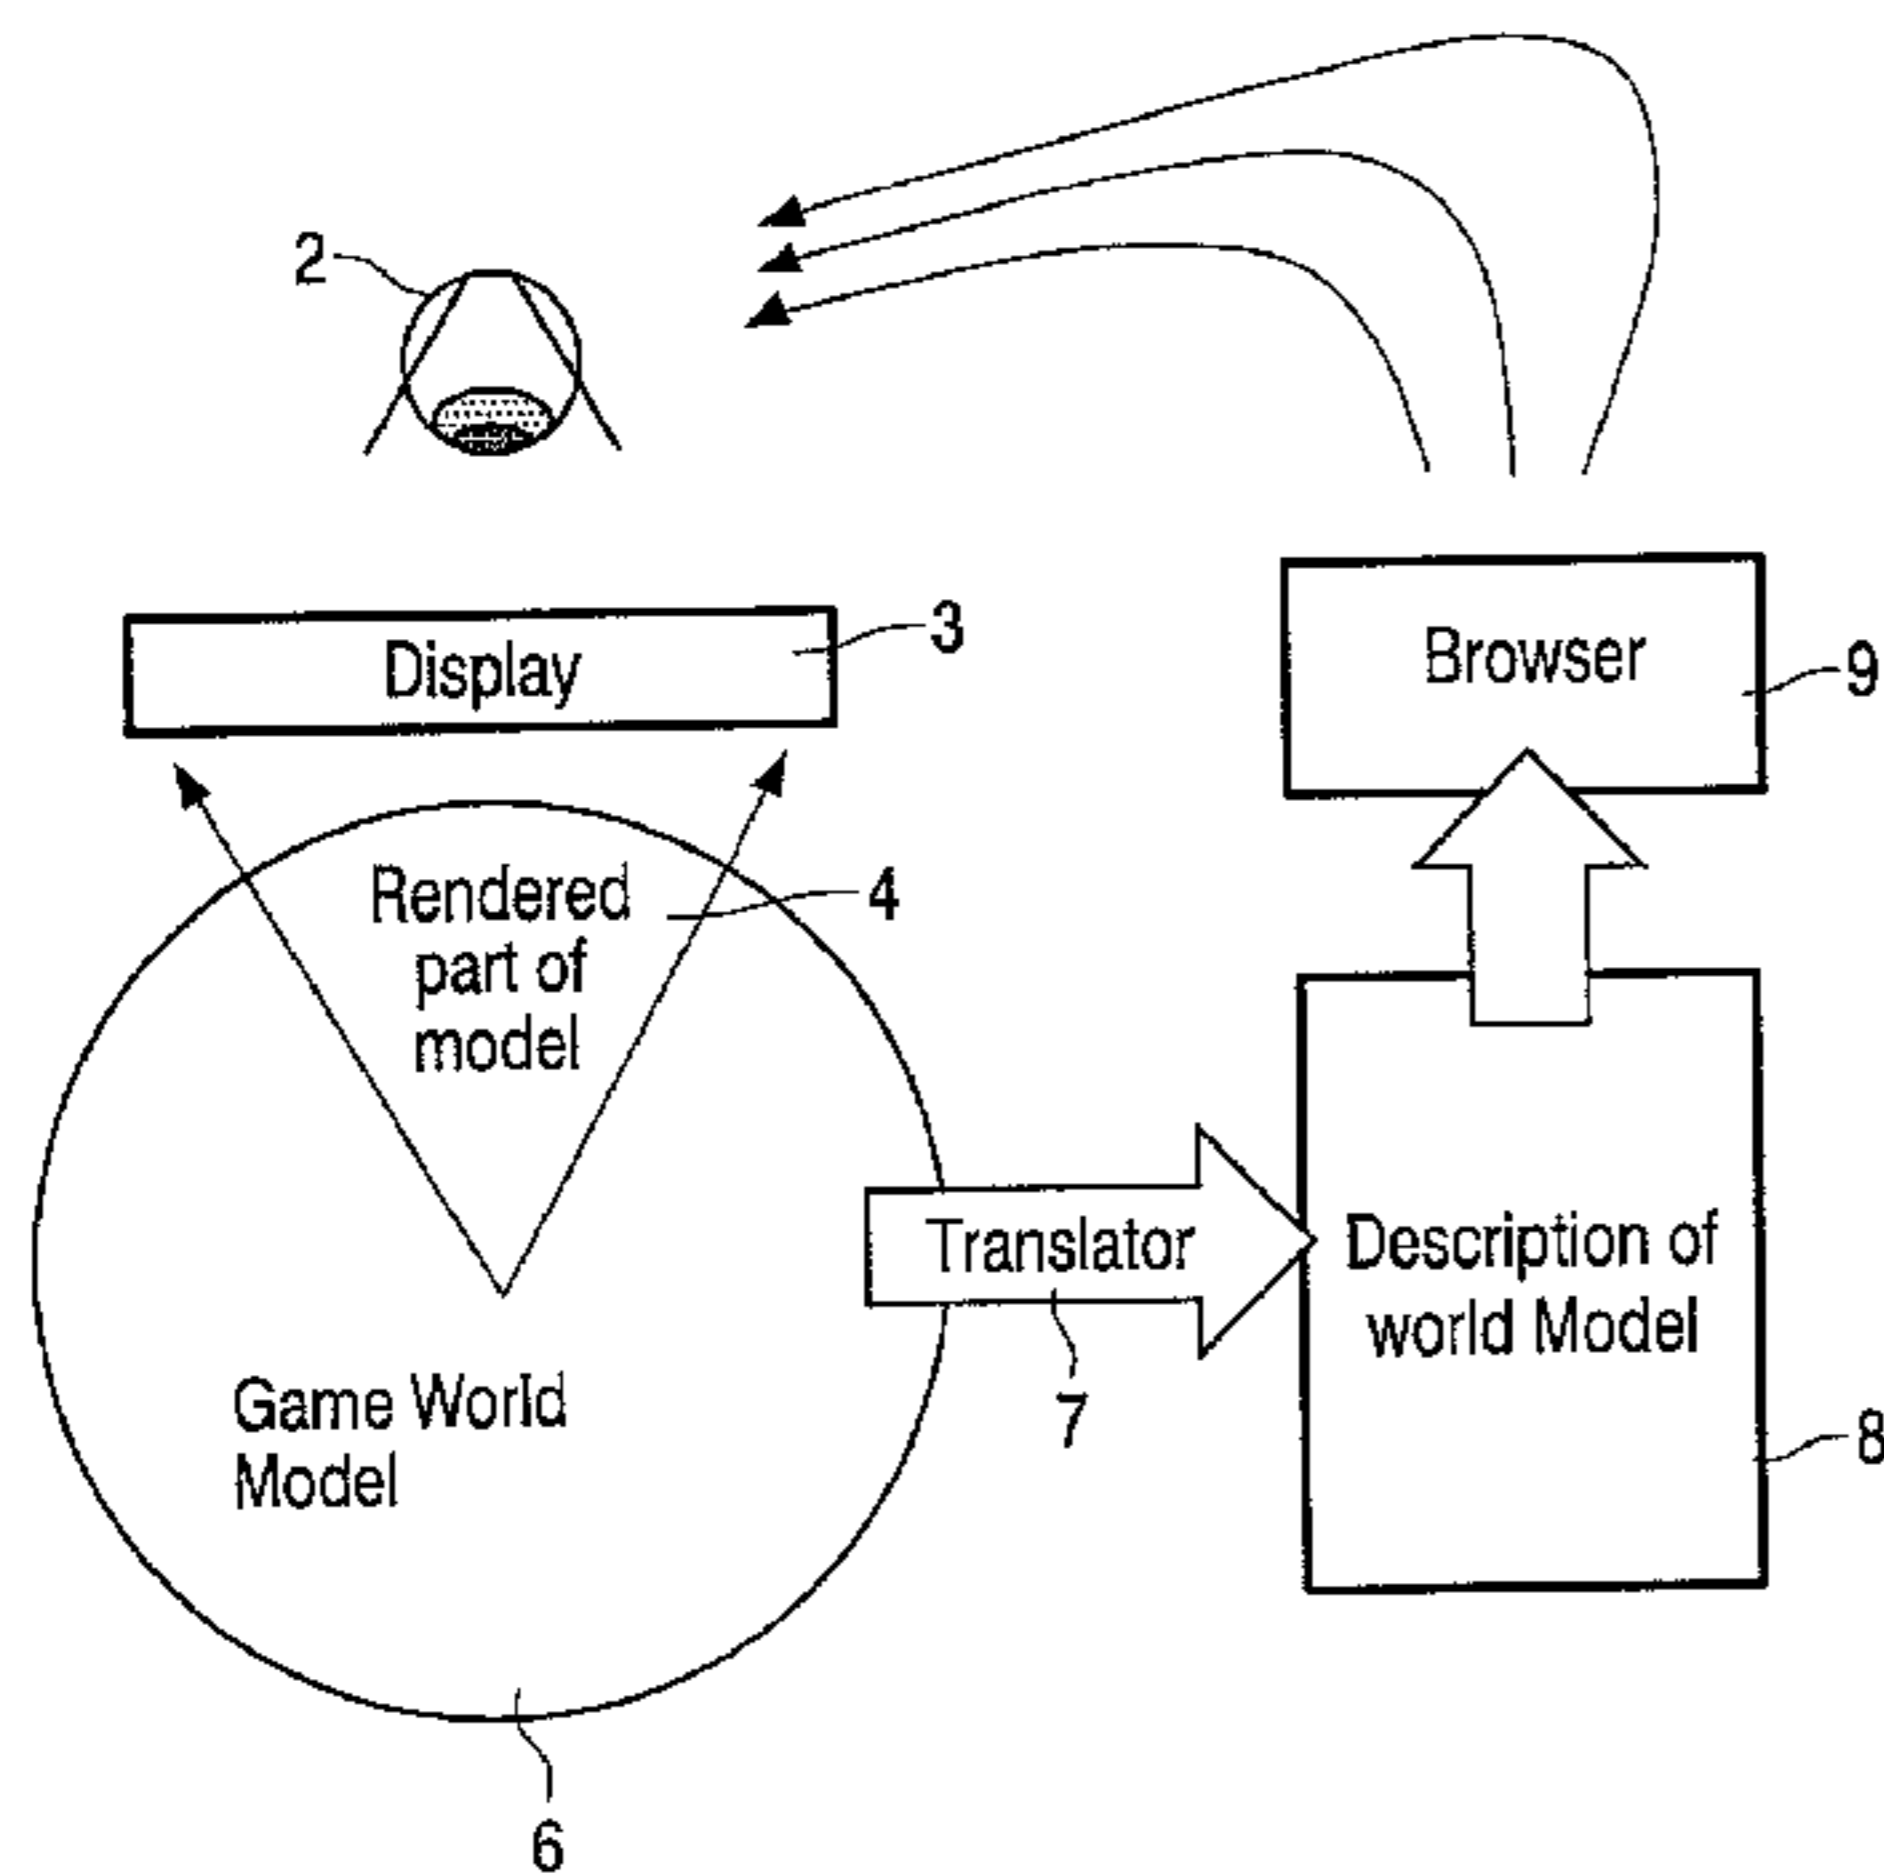 2
Display
3
Browser
9
Rendered
part of
model
4
Translator
7
Description of
world Model
8
Game World
Model
6